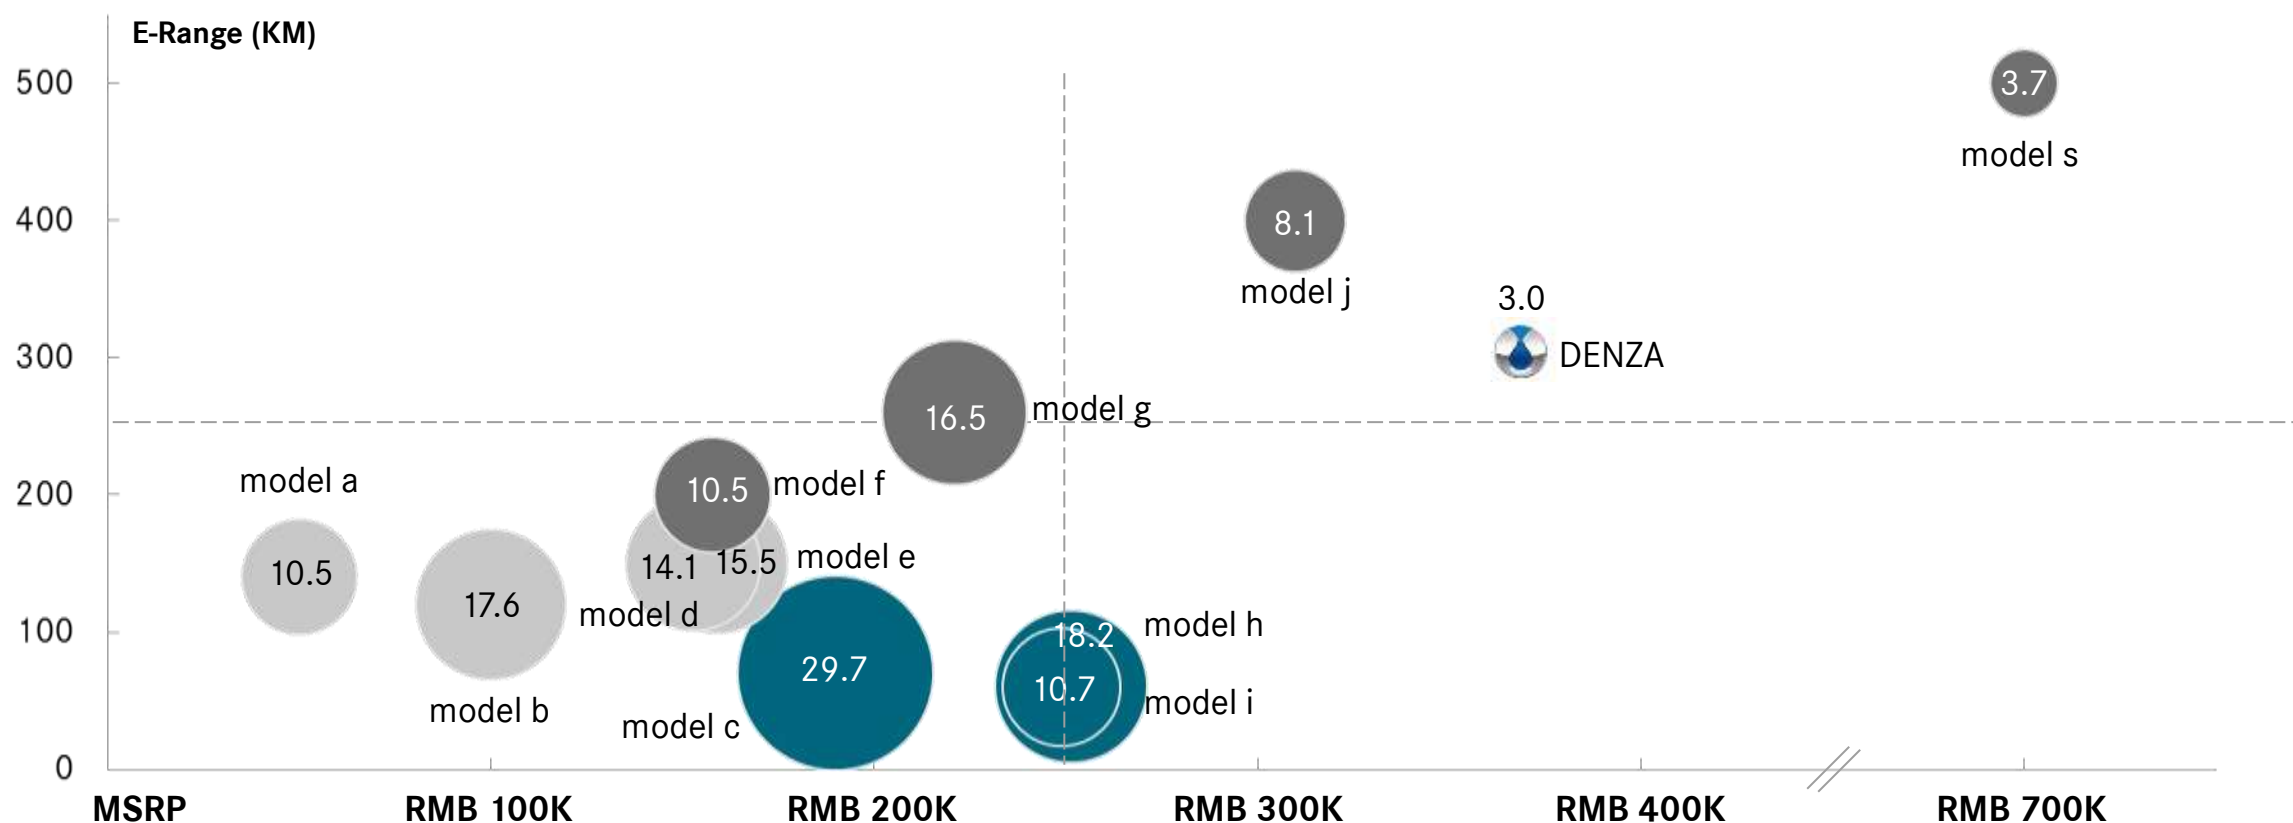 E-Range (KM)
500
3.7
model s
400
8.1
model j
3.0
300
DENZA
16.5
model g
model a
200
10.5
model f
10.5
14.1
15.5
model e
17.6
model d
100
18.2
model h
29.7
10.7
model i
model b
model c
0
MSRP
RMB 100K
RMB 200K
RMB 300K
RMB 400K
RMB 700K